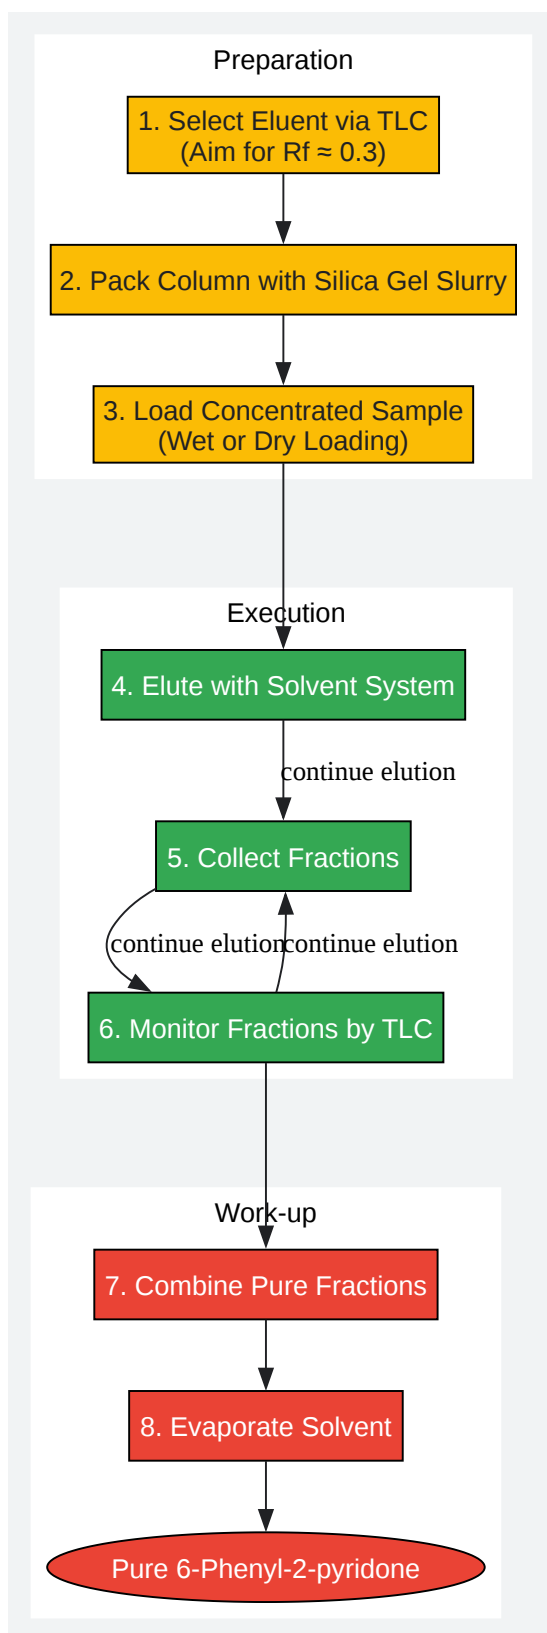 Preparation
1. Select Eluent via TLC
(Aim for Rf ≈ 0.3)
2. Pack Column with Silica Gel Slurry
3. Load Concentrated Sample
(Wet or Dry Loading)
Execution
4. Elute with Solvent System
continue elution
5. Collect Fractions
continue elution
continue elution
6. Monitor Fractions by TLC
Work-up
7. Combine Pure Fractions
8. Evaporate Solvent
Pure 6-Phenyl-2-pyridone